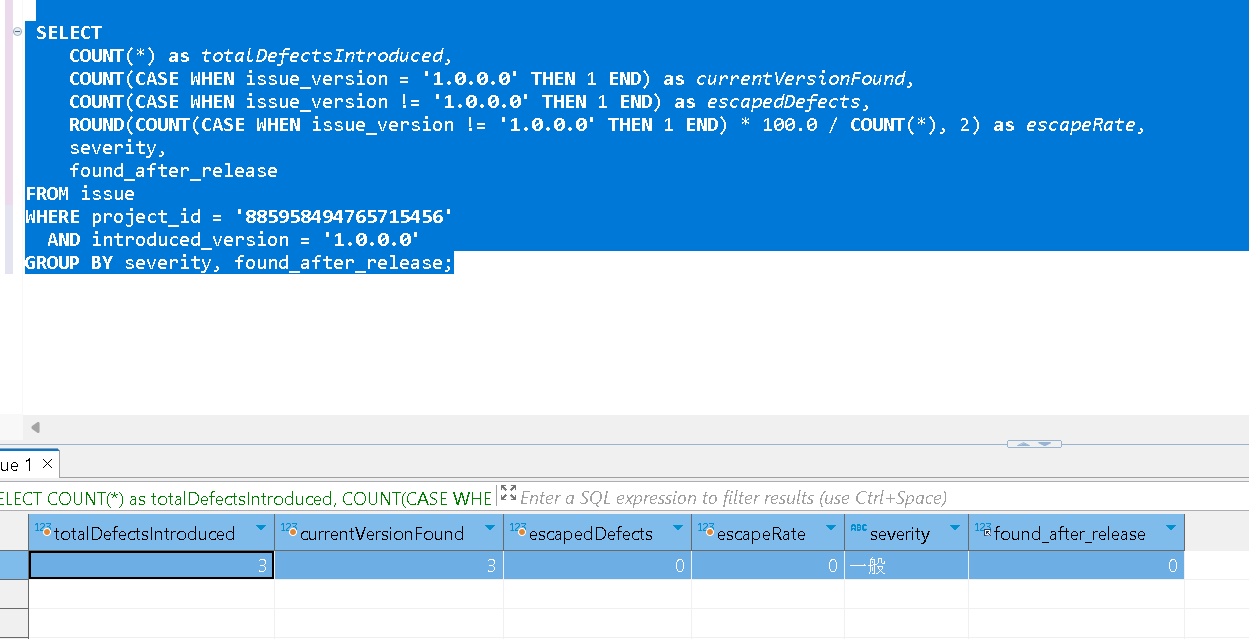 SELECT
COUNT(*) as totalDefectsIntroduced,
COUNT(CASE WHEN issue_version = '1.0.0.0' THEN 1 END) as currentVersionFound,
COUNT(CASE WHEN issue_version != '1.0.0.0' THEN 1 END) as escapedDefects,
ROUND(COUNT(CASE WHEN issue_version != '1.0.0.0' THEN 1 END) * 100.0 / COUNT(*), 2) as escapeRate,
severity,
found_after_release
FROM issue
WHERE project_id = '885958494765715456'
AND introduced_version = '1.0.0.0'
GROUP BY severity, found_after_release;
ue 1 ×
ELECT COUNT(*) as totalDefectsIntroduced, COUNT(CASE WHE Enter a SQL expression to filter results (use Ctrl+Space)
123 totalDefectsIntroduced 123 currentVersionFound 123 escapedDefects 123 escapeRate ABC severity 123 found_after_release
3 3 0 0 一般 0